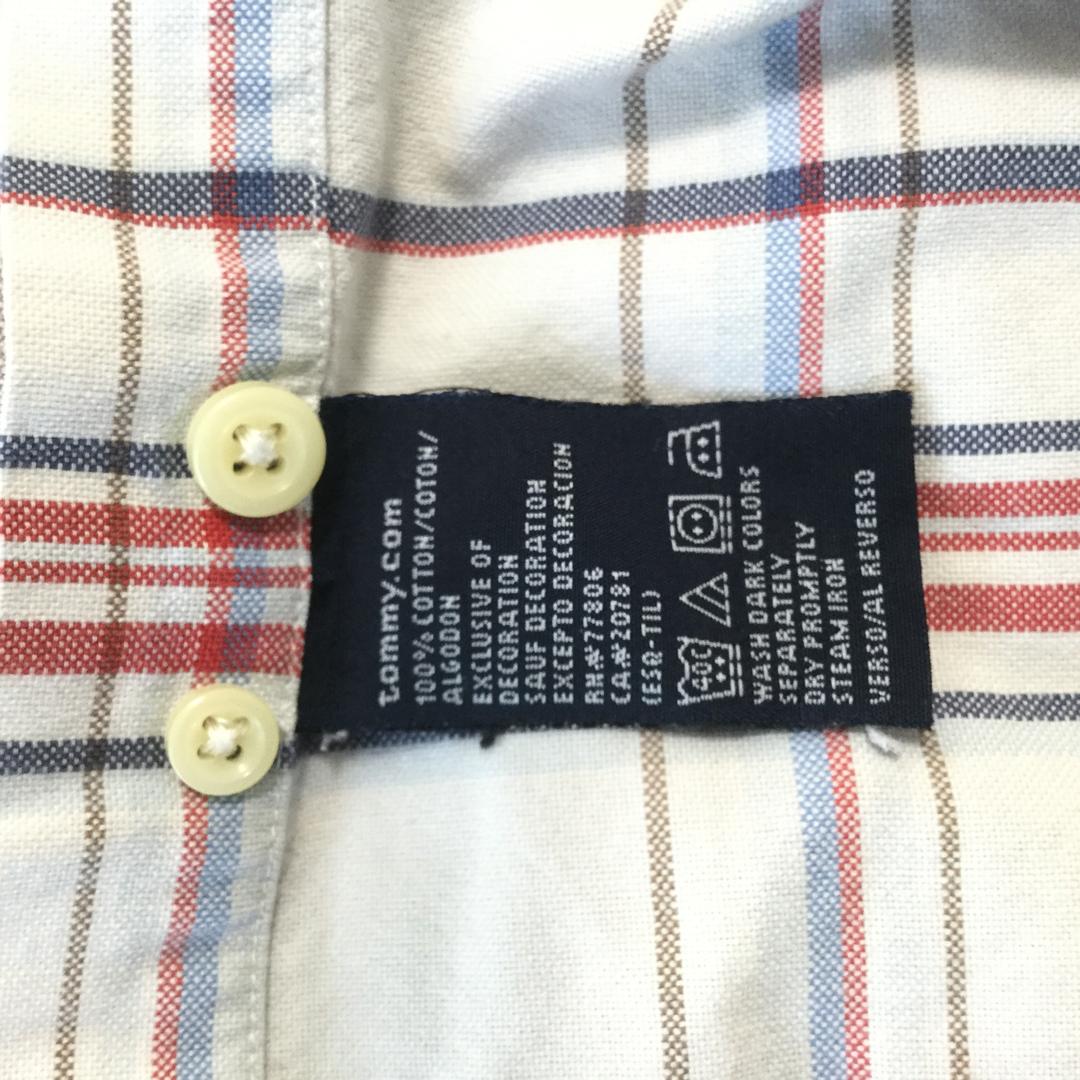 tommy.com
100% COTTON/COTON/
ALGODON
EXCLUSIVE OF
DECORATION
SAUF DECORATION
EXCEPTO DECORACION
RN#77806
CA#20781
(ESQ-TIL)
WASH DARK COLORS
SEPARATELY
DRY PROMPTLY
STEAM IRON
VERSO/AL REVERSO